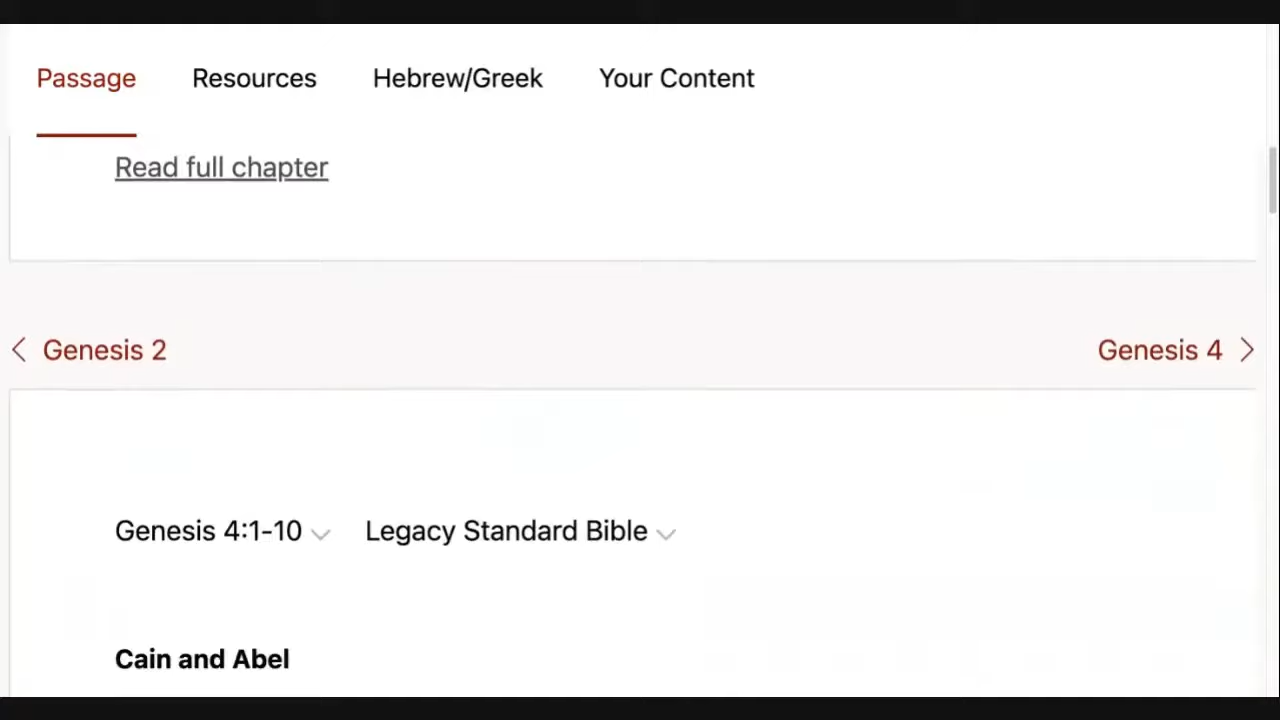 Passage Resources Hebrew/Greek Your Content
Read full chapter
Genesis 2 Genesis 4
Genesis 4:1-10 Legacy Standard Bible
Cain and Abel